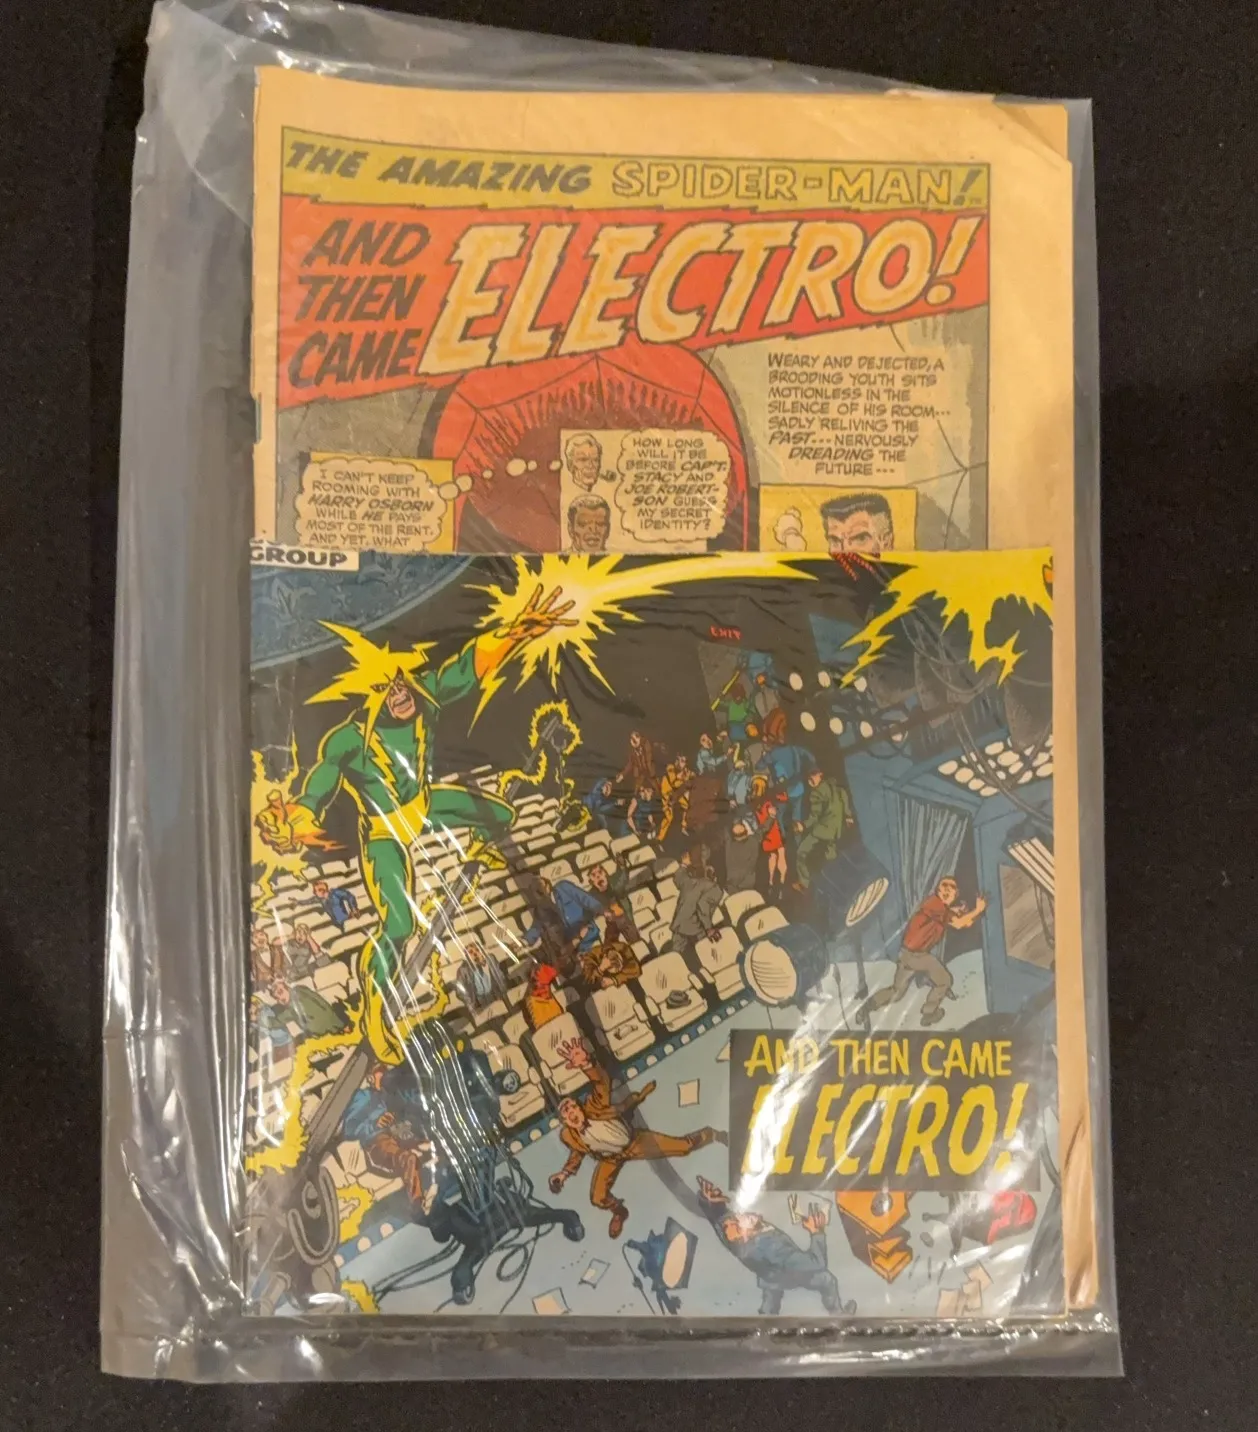 THE AMAZING SPIDER-MAN!
AND
THEN
CAME
ELECTRO!
WEARY AND DEJECTED, A
BROODING YOUTH SITS
MOTIONLESS IN THE
SILENCE OF HIS ROOM...
SADLY RELIVING THE
PAST--- NERVOUSLY
DREADING THE
FUTURE---
I CAN'T KEEP
ROOMING WITH
HARRY OSBORN
WHILE HE PAYS
MOST OF THE RENT.
AND YET, WHAT
HOW LONG
WILL IT BE
BEFORE CAPT.
STACY AND
JOE ROBERT-
SON GUESS
MY SECRET
IDENTITY?
GROUP
EXIT
AND THEN CAME
ELECTRO!